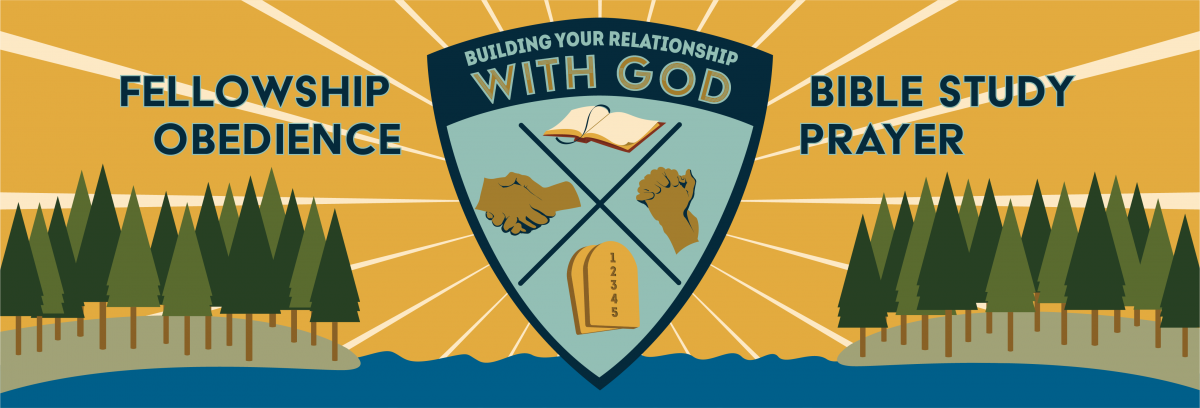 BUILDING YOUR RELATIONSHIP
WITH GOD
FELLOWSHIP
OBEDIENCE
BIBLE STUDY
PRAYER
1
2
3
4
5